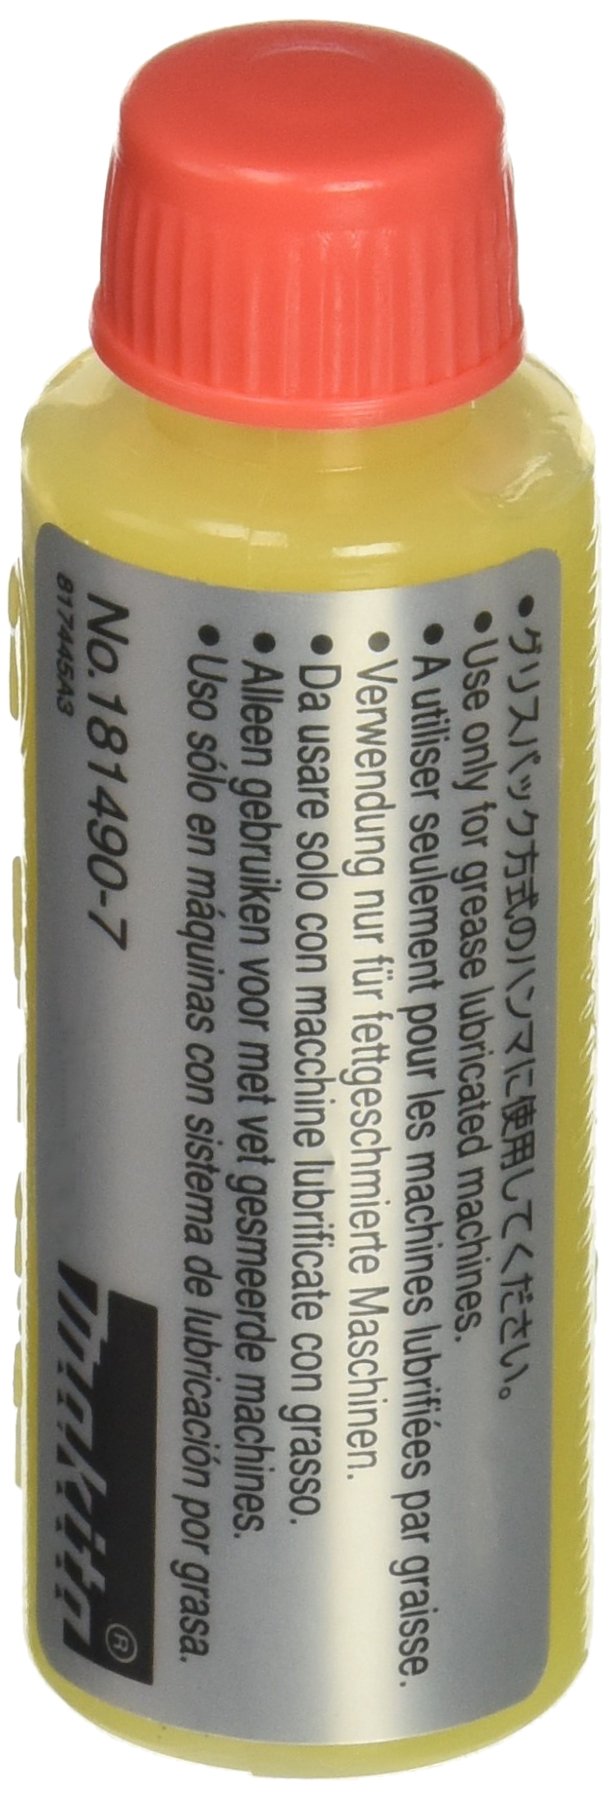 •グリスパック方式のハンマに使用してください。
•Use only for grease lubricated machines.
•A utiliser seulement pour les machines lubrifiées par graisse.
•Verwendung nur für fettgeschmierte Maschinen.
•Da usare solo con macchine lubrificate con grasso.
•Alleen gebruiken voor met vet gesmeerde machines.
•Uso sólo en máquinas con sistema de lubricación por grasa.
No.181490-7
817445A3
makita®